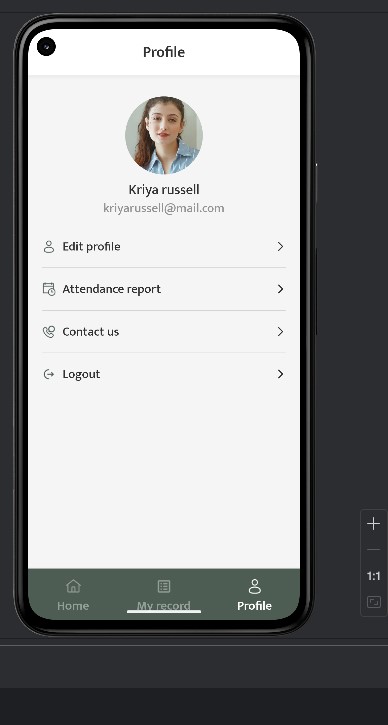 Profile
Kriya russell
kriyarussell@mail.com
Edit profile
Attendance report
Contact us
Logout
Home
My record
Profile
1:1